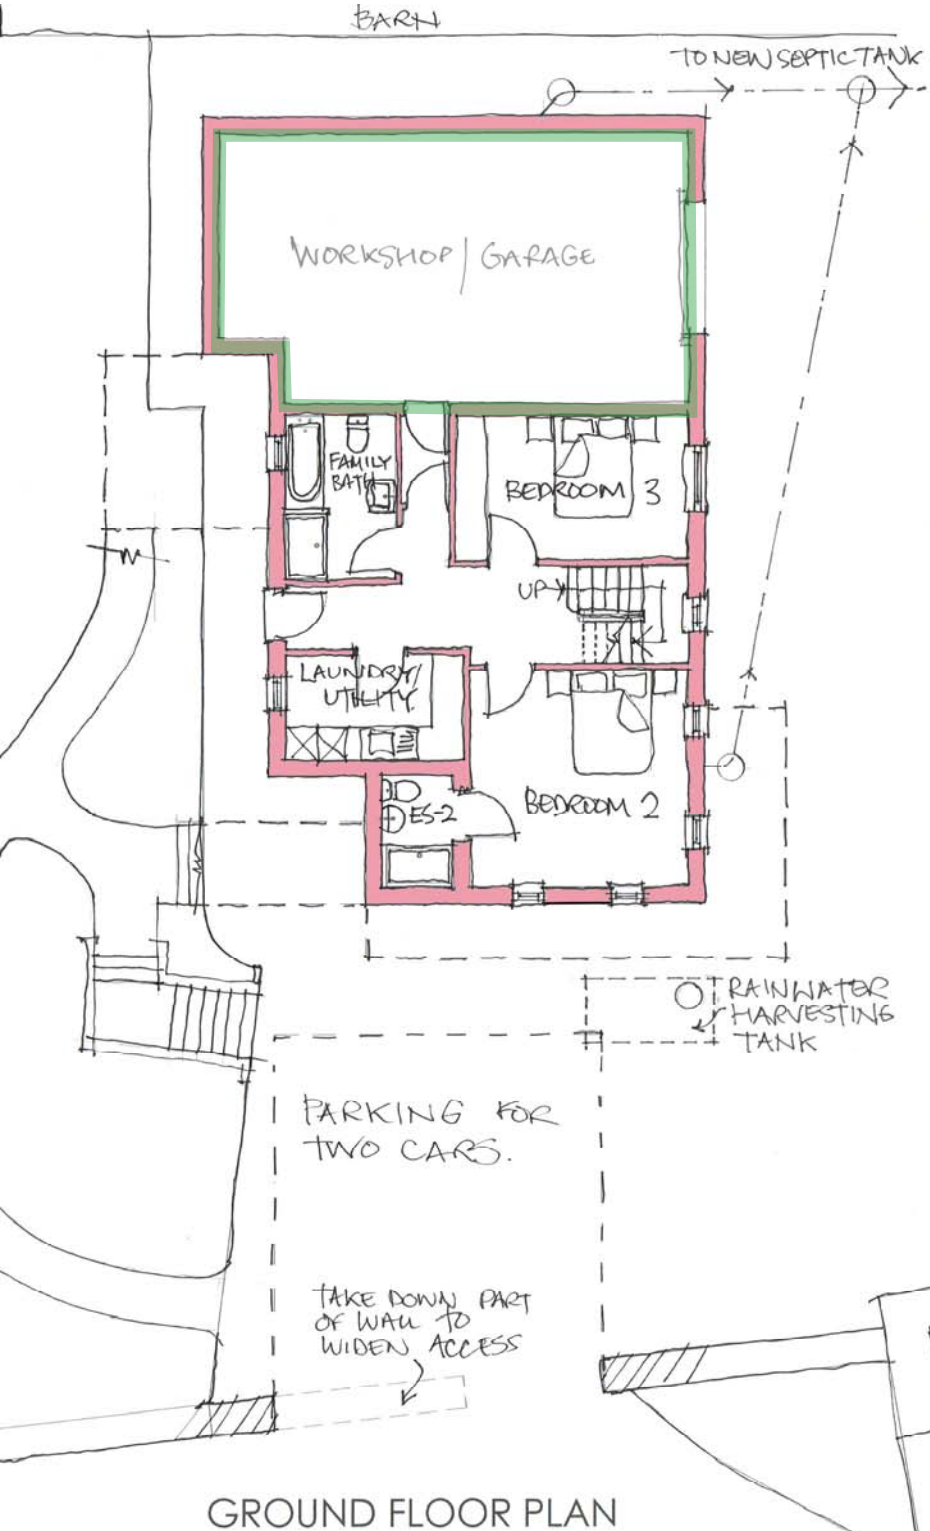 BARN
TO NEW SEPTIC TANK
WORKSHOP/GARAGE
FAMILY
BATH
BEDROOM 3
UP
LAUNDRY/
UTILITY.
ES-2
BEDROOM 2
RAINWATER
HARVESTING
TANK
PARKING FOR
TWO CARS.
TAKE DOWN PART
OF WALL TO
WIDEN ACCESS
GROUND FLOOR PLAN